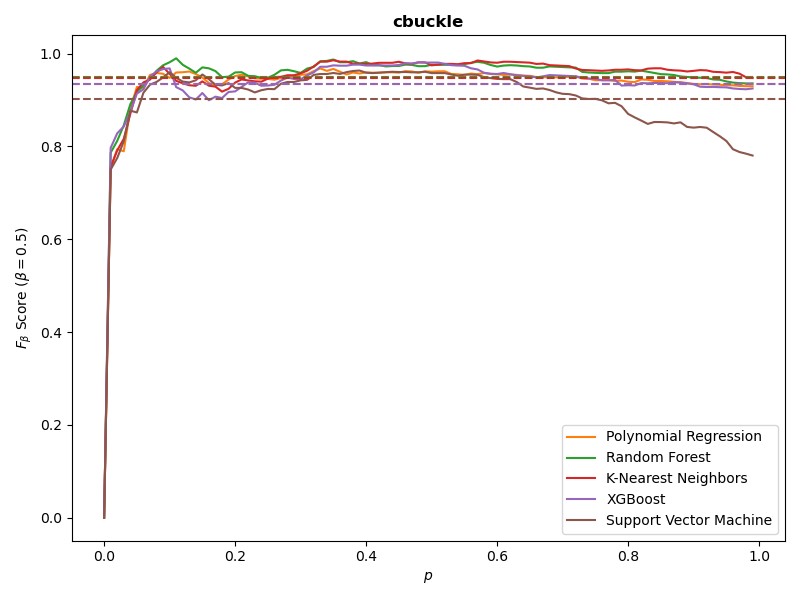 cbuckle
1.0
0.8
0.6
0.4
0.2
0.0
F_β Score (β = 0.5)
0.0 0.2 0.4 0.6 0.8 1.0
p
Polynomial Regression
Random Forest
K-Nearest Neighbors
XGBoost
Support Vector Machine